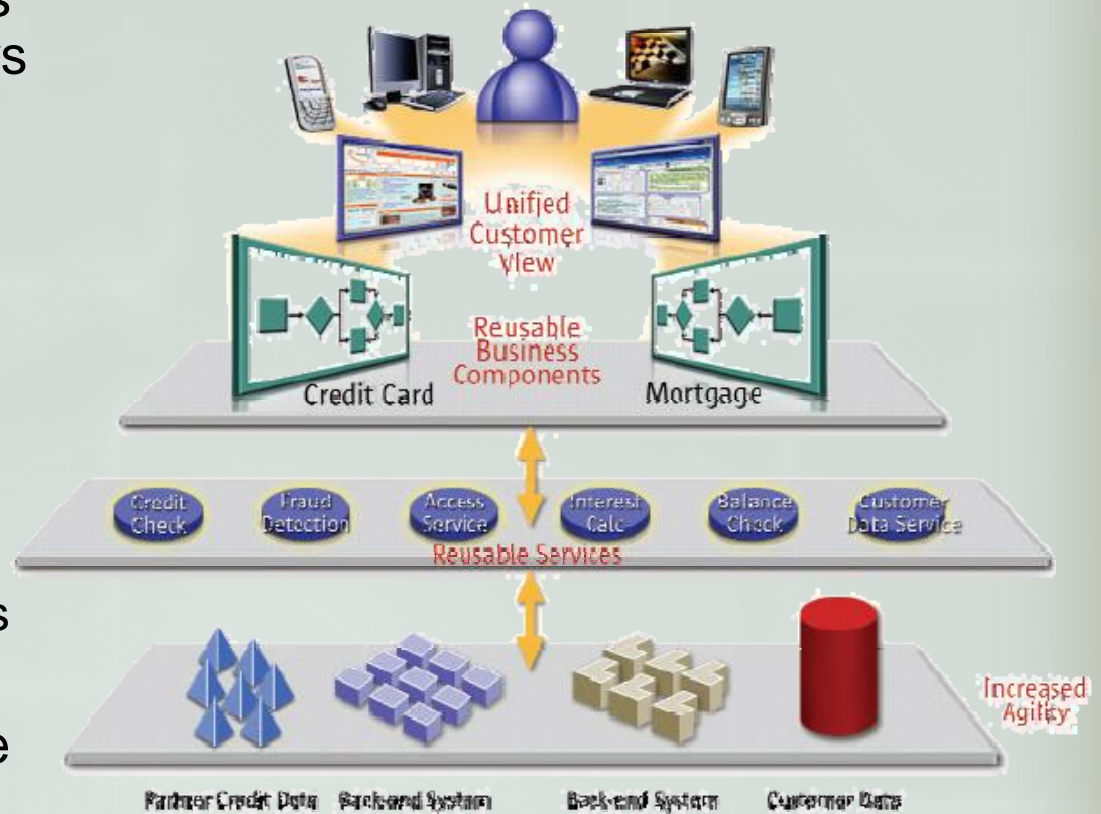 s
s
Unified
Customer
View
Reusable
Business
Components
Credit Card
Mortgage
Credit
Check
Fraud
Detection
Access
Service
Interest
Calc
Balance
Check
Customer
Data Service
Reusable Services
s
Increased
Agility
e
Partner Credit Data
Back-end System
Back-end System
Customer Data